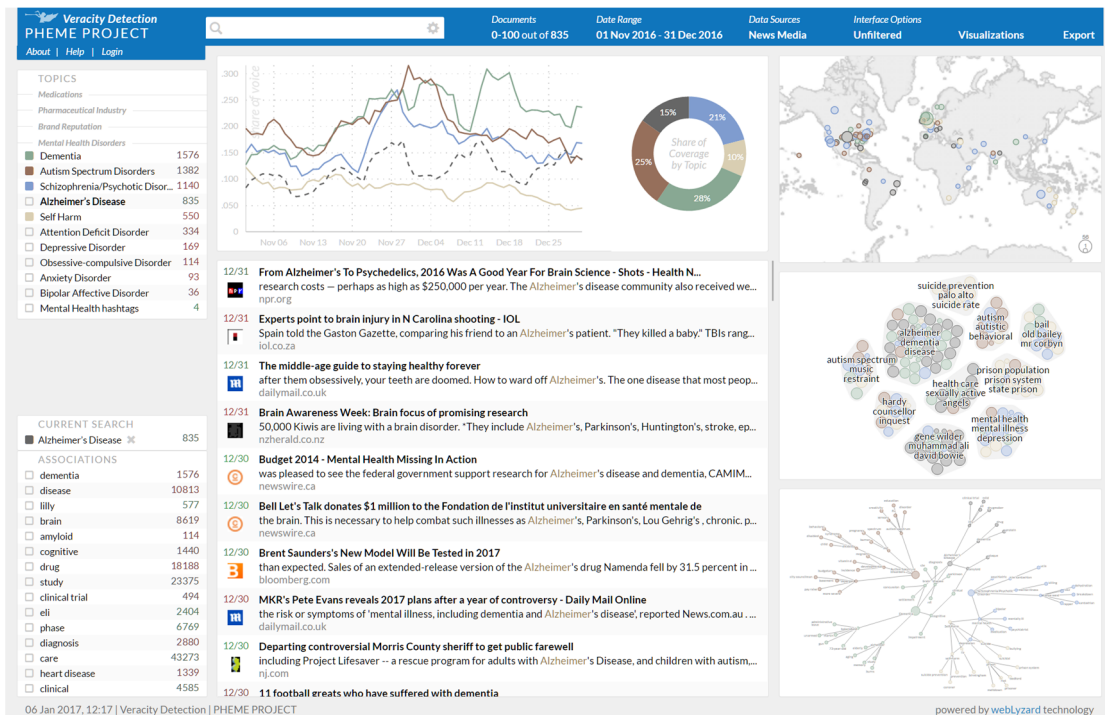 Veracity Detection
PHEME PROJECT
About | Help | Login
Documents
0-100 out of 835
Date Range
01 Nov 2016 - 31 Dec 2016
Data Sources
News Media
Interface Options
Unfiltered
Visualizations
Export
TOPICS
Medications
Pharmaceutical Industry
Brand Reputation
Mental Health Disorders
Dementia 1576
Autism Spectrum Disorders 1382
Schizophrenia/Psychotic Disor... 1140
Alzheimer's Disease 835
Self Harm 550
Attention Deficit Disorder 334
Depressive Disorder 169
Obsessive-compulsive Disorder 114
Anxiety Disorder 93
Bipolar Affective Disorder 36
Mental Health hashtags 4
CURRENT SEARCH
Alzheimer's Disease 835
ASSOCIATIONS
dementia 1576
disease 10813
lilly 577
brain 8619
amyloid 114
cognitive 1440
drug 18188
study 23375
clinical trial 494
eli 2404
phase 6769
diagnosis 2880
care 43273
heart disease 1339
clinical 4585
share of voice
.300
.250
.200
.150
.100
.050
0
Nov 06 Nov 13 Nov 20 Nov 27 Dec 04 Dec 11 Dec 18 Dec 25
Share of
Coverage
by Topic
15%
21%
10%
28%
25%
12/31 From Alzheimer's To Psychedelics, 2016 Was A Good Year For Brain Science - Shots - Health N...
research costs — perhaps as high as $250,000 per year. The Alzheimer's disease community also received we...
npr.org
12/31 Experts point to brain injury in N Carolina shooting - IOL
Spain told the Gaston Gazette, comparing his friend to an Alzheimer's patient. "They killed a baby." TBIs rang...
iol.co.za
12/31 The middle-age guide to staying healthy forever
after them obsessively, your teeth are doomed. How to ward off Alzheimer's. The one disease that most peop...
dailymail.co.uk
12/31 Brain Awareness Week: Brain focus of promising research
50,000 Kiwis are living with a brain disorder. "They include Alzheimer's, Parkinson's, Huntington's, stroke, ep...
nzherald.co.nz
12/30 Budget 2014 - Mental Health Missing In Action
was pleased to see the federal government support research for Alzheimer's disease and dementia, CAMIM...
newswire.ca
12/30 Bell Let's Talk donates $1 million to the Fondation de l'institut universitaire en santé mentale de
the brain. This is necessary to help combat such illnesses as Alzheimer's, Parkinson's, Lou Gehrig's , chronic. p...
newswire.ca
12/30 Brent Saunders's New Model Will Be Tested in 2017
than expected. Sales of an extended-release version of the Alzheimer's drug Namenda fell by 31.5 percent in ...
bloomberg.com
12/30 MKR's Pete Evans reveals 2017 plans after a year of controversy - Daily Mail Online
the risk or symptoms of 'mental illness, including dementia and Alzheimer's disease', reported News.com.au . ...
dailymail.co.uk
12/30 Departing controversial Morris County sheriff to get public farewell
including Project Lifesaver -- a rescue program for adults with Alzheimer's Disease, and children with autism,...
nj.com
12/30 11 football greats who have suffered with dementia
56
1
suicide prevention
palo alto
suicide rate
alzheimer
dementia
disease
autism
autistic
behavioral
bail
old bailey
mr corbyn
autism spectrum
music
restraint
prison population
prison system
state prison
health care
sexually active
angels
hardy
counsellor
inquest
mental health
mental illness
depression
gene wilder
muhammad ali
david bowie
06 Jan 2017, 12:17 | Veracity Detection | PHEME PROJECT
powered by webLyzard technology